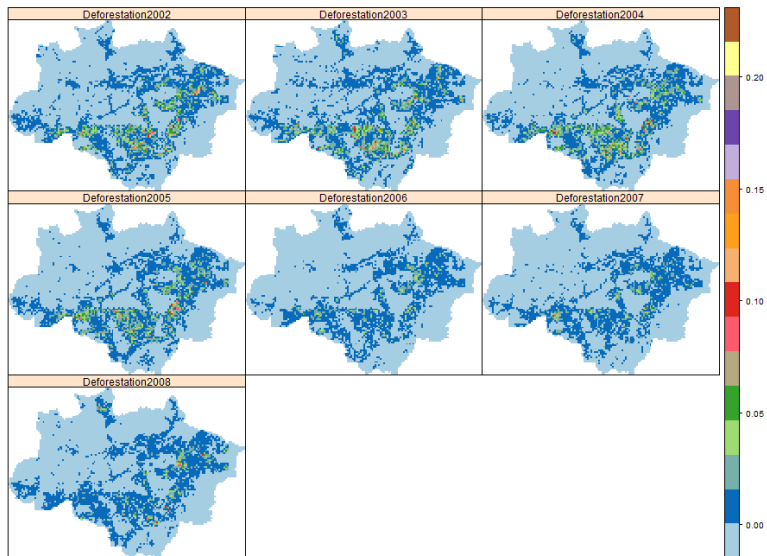 Deforestation2002
Deforestation2003
Deforestation2004
0.20
0.15
Deforestation2005
Deforestation2006
Deforestation2007
0.10
0.05
Deforestation2008
0.00